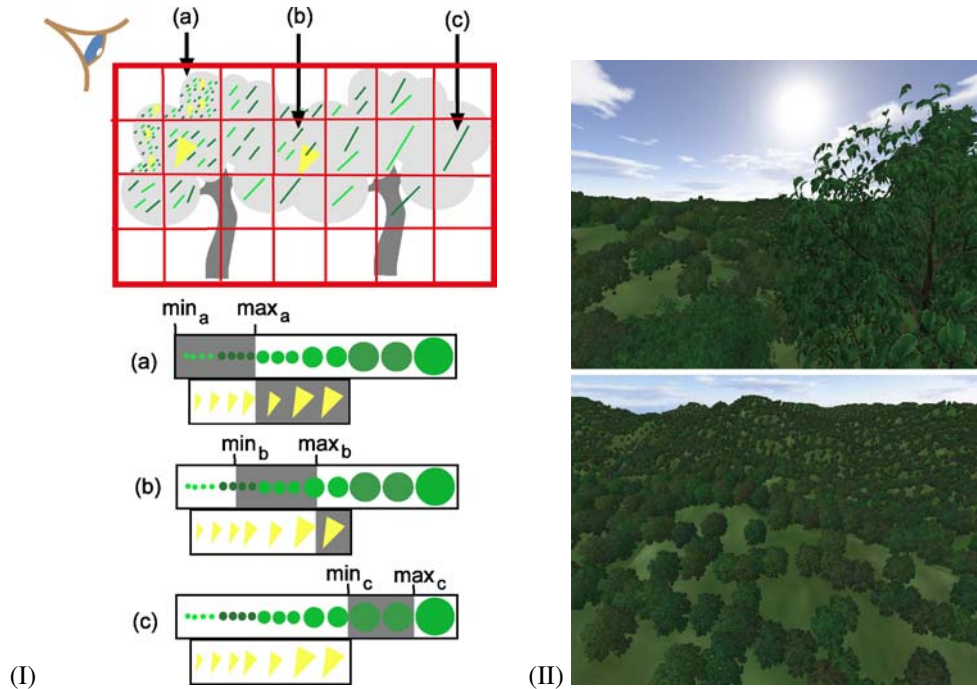 (a) (b) (c)
min_a max_a
(a)
min_b max_b
(b)
min_c max_c
(c)
(I) (II)